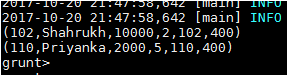 2017-10-20 21:47:58,642 [main] INFO
2017-10-20 21:47:58,642 [main] INFO
(102,Shahrukh,10000,2,102,400)
(110,Priyanka,2000,5,110,400)
grunt>